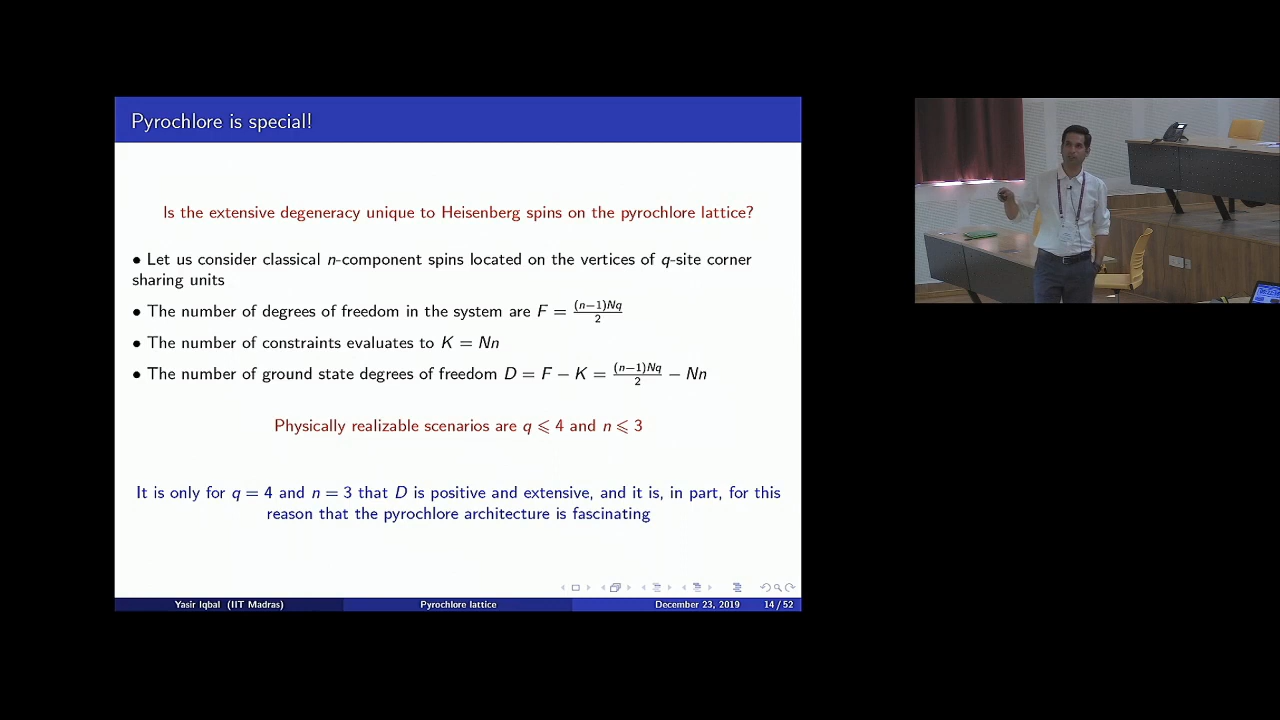 Pyrochlore is special!
Is the extensive degeneracy unique to Heisenberg spins on the pyrochlore lattice?
• Let us consider classical n-component spins located on the vertices of q-site corner
sharing units
• The number of degrees of freedom in the system are F = (n−1)Nq/2
• The number of constraints evaluates to K = Nn
• The number of ground state degrees of freedom D = F − K = (n−1)Nq/2 − Nn
Physically realizable scenarios are q ⩽ 4 and n ⩽ 3
It is only for q = 4 and n = 3 that D is positive and extensive, and it is, in part, for this
reason that the pyrochlore architecture is fascinating
Yasir Iqbal (IIT Madras) Pyrochlore lattice December 23, 2019 14 / 52